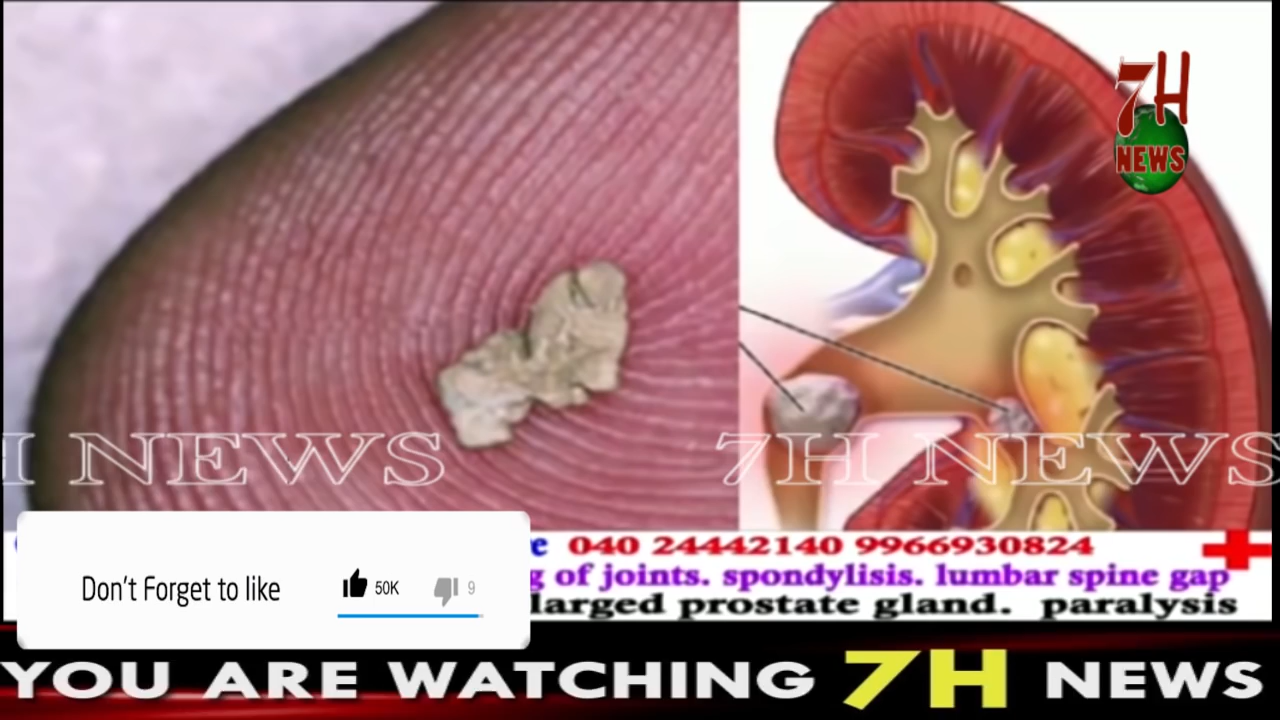 7H
NEWS
H NEWS
7H NEWS
040 24442140 9966930824
g of joints. spondylisis. lumbar spine gap
larged prostate gland. paralysis
Don't Forget to like
50K
9
YOU ARE WATCHING 7H NEWS